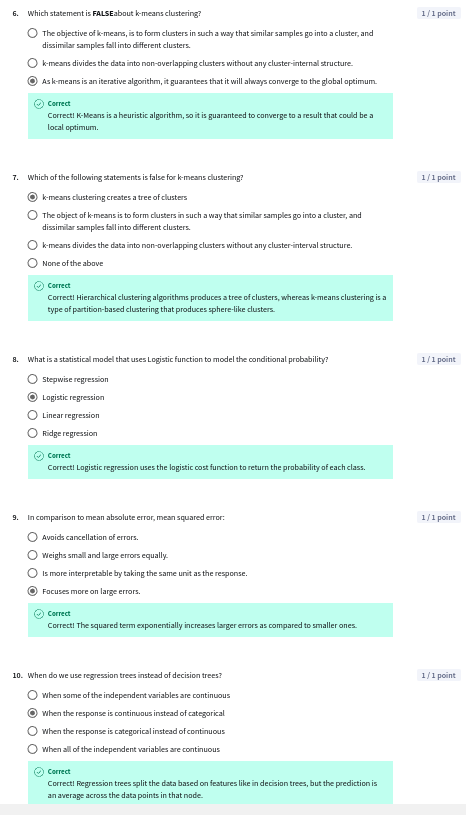 6. Which statement is FALSEabout k-means clustering? 1 / 1 point
The objective of k-means, is to form clusters in such a way that similar samples go into a cluster, and
dissimilar samples fall into different clusters.
k-means divides the data into non-overlapping clusters without any cluster-internal structure.
As k-means is an iterative algorithm, it guarantees that it will always converge to the global optimum.
Correct
Correct! K-Means is a heuristic algorithm, so it is guaranteed to converge to a result that could be a
local optimum.
7. Which of the following statements is false for k-means clustering? 1 / 1 point
k-means clustering creates a tree of clusters
The object of k-means is to form clusters in such a way that similar samples go into a cluster, and
dissimilar samples fall into different clusters.
k-means divides the data into non-overlapping clusters without any cluster-internal structure.
None of the above
Correct
Correct! Hierarchical clustering algorithms produces a tree of clusters, whereas k-means clustering is a
type of partition-based clustering that produces sphere-like clusters.
8. What is a statistical model that uses Logistic function to model the conditional probability? 1 / 1 point
Stepwise regression
Logistic regression
Linear regression
Ridge regression
Correct
Correct! Logistic regression uses the logistic cost function to return the probability of each class.
9. In comparison to mean absolute error, mean squared error: 1 / 1 point
Avoids cancellation of errors.
Weighs small and large errors equally.
Is more interpretable by taking the same unit as the response.
Focuses more on large errors.
Correct
Correct! The squared term exponentially increases larger errors as compared to smaller ones.
10. When do we use regression trees instead of decision trees? 1 / 1 point
When some of the independent variables are continuous
When the response is continuous instead of categorical
When the response is categorical instead of continuous
When all of the independent variables are continuous
Correct
Correct! Regression trees split the data based on features like in decision trees, but the prediction is
an average across the data points in that node.